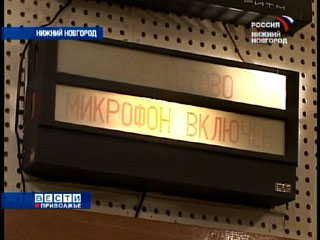 НИЖНИЙ НОВГОРОД
РОССИЯ
НИЖНИЙ
НОВГОРОД
МИКРОФОН ВКЛЮЧЕН
ВЕСТИ
ПРИВОЛЖЬЕ